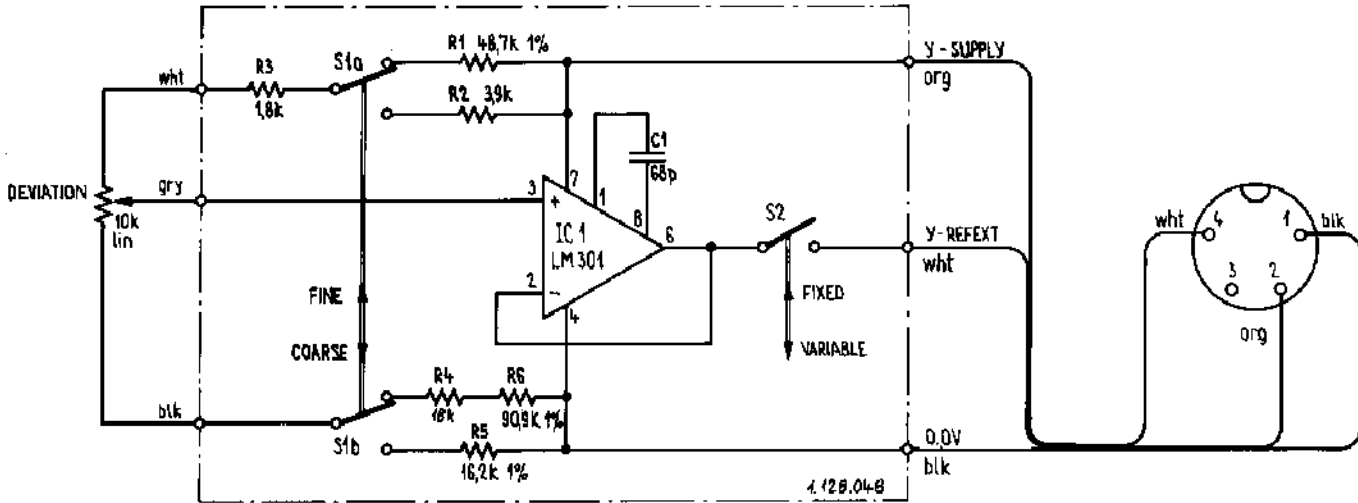 R1 48,7k 1%
Y-SUPPLY
org
wht
R3
1,8k
S1a
R2 3,9k
C1
68p
DEVIATION
gry
10k
lin
3
7
1
8
+
IC 1
LM 301
6
S2
Y-REFEXT
wht
2
-
4
FINE
COARSE
FIXED
VARIABLE
wht
4
1
blk
3
2
org
R4
18k
R6
90,9k 1%
blk
S1b
R5
16,2k 1%
0,0V
blk
1.128.046